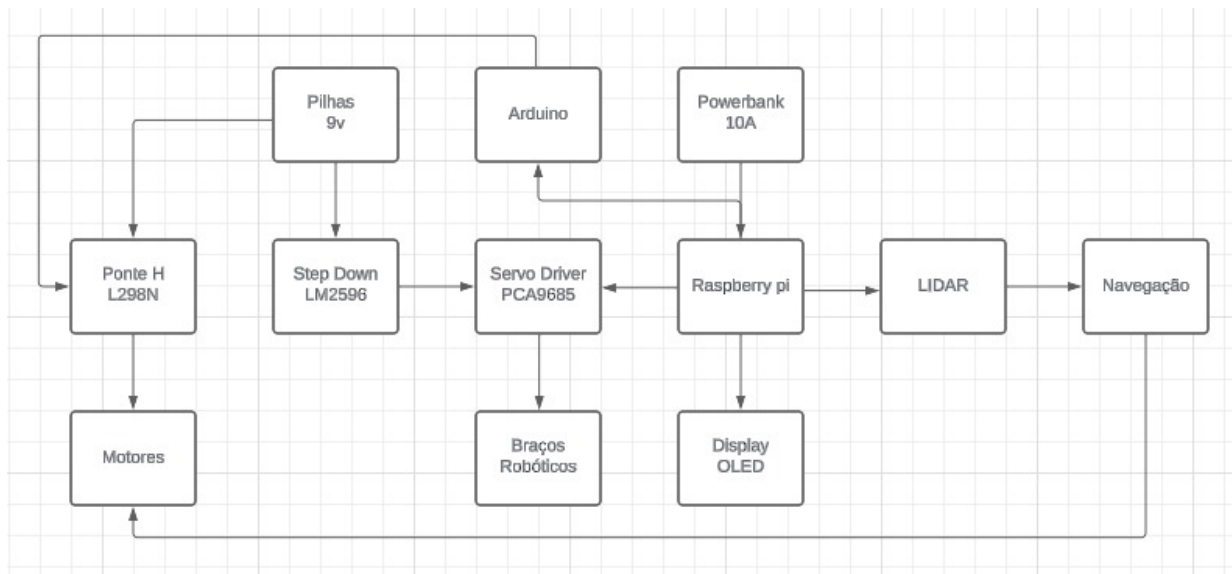 Pilhas
9v
Arduino
Powerbank
10A
Ponte H
L298N
Step Down
LM2596
Servo Driver
PCA9685
Raspberry pi
LIDAR
Navegação
Motores
Braços
Robóticos
Display
OLED